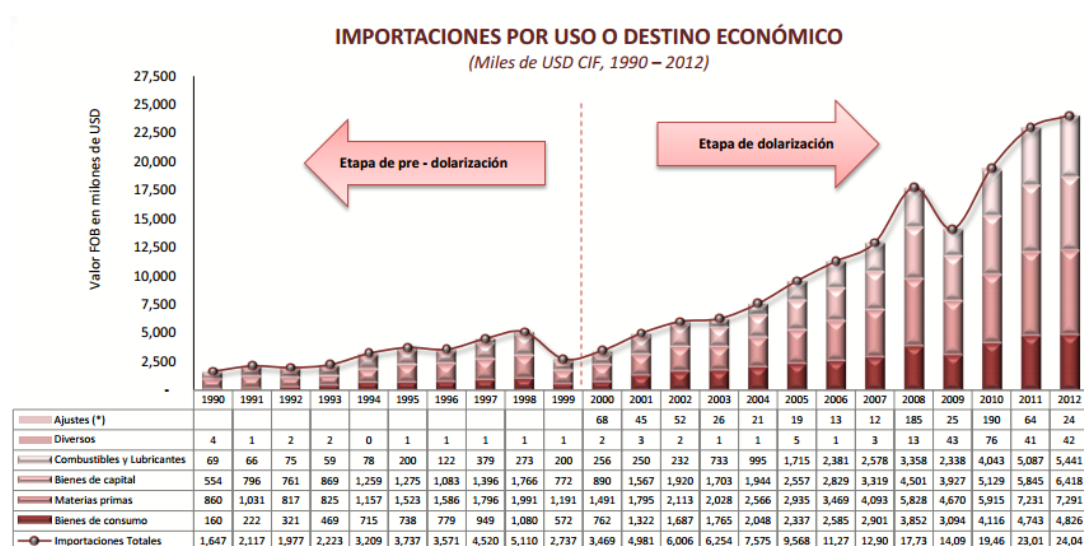 IMPORTACIONES POR USO O DESTINO ECONÓMICO
(Miles de USD CIF, 1990 – 2012)
Valor FOB en milones de USD
27,500
25,000
22,500
20,000
17,500
15,000
12,500
10,000
7,500
5,000
2,500
-
Etapa de pre - dolarización
Etapa de dolarización
1990 1991 1992 1993 1994 1995 1996 1997 1998 1999 2000 2001 2002 2003 2004 2005 2006 2007 2008 2009 2010 2011 2012
Ajustes (*) 68 45 52 26 21 19 13 12 185 25 190 64 24
Diversos 4 1 2 2 0 1 1 1 1 1 2 3 2 1 1 5 1 3 13 43 76 41 42
Combustibles y Lubricantes 69 66 75 59 78 200 122 379 273 200 256 250 232 733 995 1,715 2,381 2,578 3,358 2,338 4,043 5,087 5,441
Bienes de capital 554 796 761 869 1,259 1,275 1,083 1,396 1,766 772 890 1,567 1,920 1,703 1,944 2,557 2,829 3,319 4,501 3,927 5,129 5,845 6,418
Materias primas 860 1,031 817 825 1,157 1,523 1,586 1,796 1,991 1,191 1,491 1,795 2,113 2,028 2,566 2,935 3,469 4,093 5,828 4,670 5,915 7,231 7,291
Bienes de consumo 160 222 321 469 715 738 779 949 1,080 572 762 1,322 1,687 1,765 2,048 2,337 2,585 2,901 3,852 3,094 4,116 4,743 4,826
Importaciones Totales 1,647 2,117 1,977 2,223 3,209 3,737 3,571 4,520 5,110 2,737 3,469 4,981 6,006 6,254 7,575 9,568 11,27 12,90 17,73 14,09 19,46 23,01 24,04